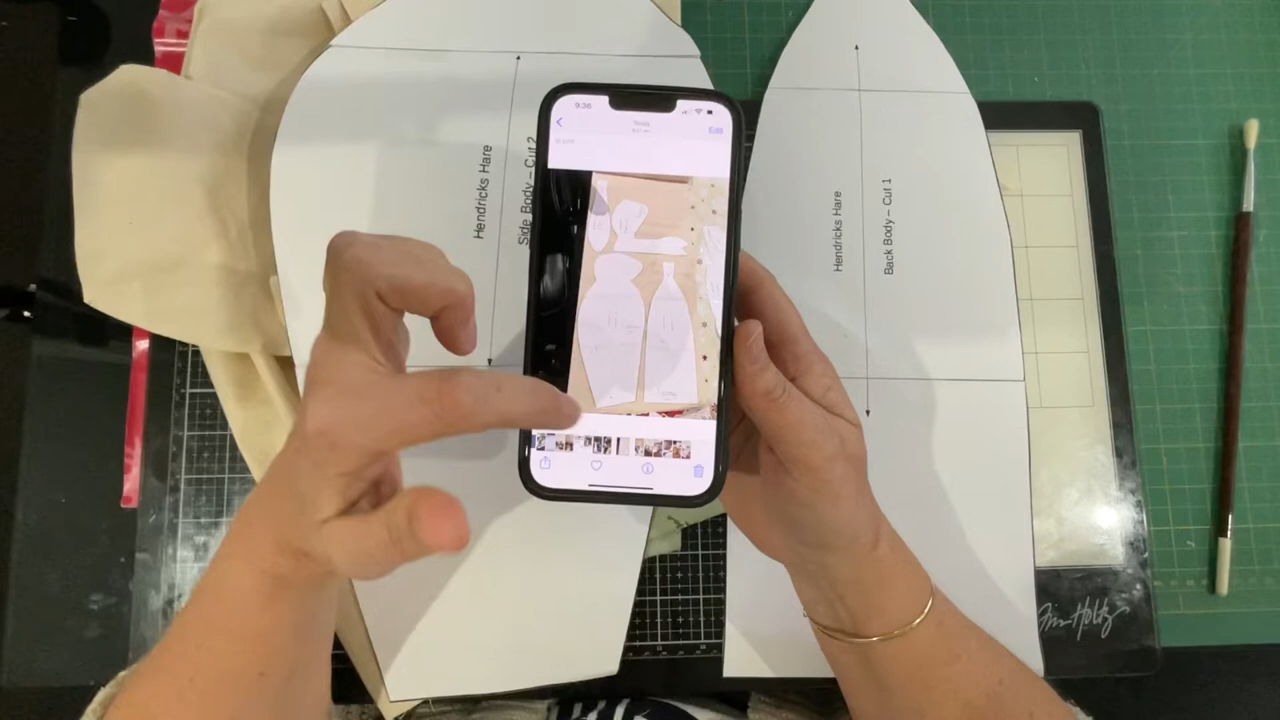 Hendricks Hare
Side Body – Cut 2
9:36
Edit
Hendricks Hare
Back Body – Cut 1
Tim Holtz